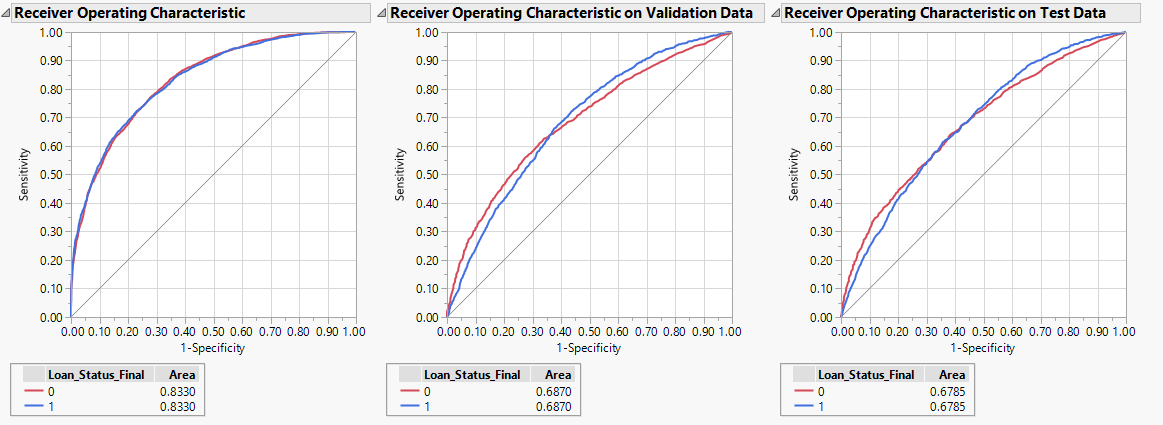 Receiver Operating Characteristic
1.00
0.90
0.80
0.70
0.60
0.50
0.40
0.30
0.20
0.10
0.00
Sensitivity
0.00 0.10 0.20 0.30 0.40 0.50 0.60 0.70 0.80 0.90 1.00
1-Specificity
Loan_Status_Final Area
0 0.8330
1 0.8330
Receiver Operating Characteristic on Validation Data
1.00
0.90
0.80
0.70
0.60
0.50
0.40
0.30
0.20
0.10
0.00
Sensitivity
0.00 0.10 0.20 0.30 0.40 0.50 0.60 0.70 0.80 0.90 1.00
1-Specificity
Loan_Status_Final Area
0 0.6870
1 0.6870
Receiver Operating Characteristic on Test Data
1.00
0.90
0.80
0.70
0.60
0.50
0.40
0.30
0.20
0.10
0.00
Sensitivity
0.00 0.10 0.20 0.30 0.40 0.50 0.60 0.70 0.80 0.90 1.00
1-Specificity
Loan_Status_Final Area
0 0.6785
1 0.6785